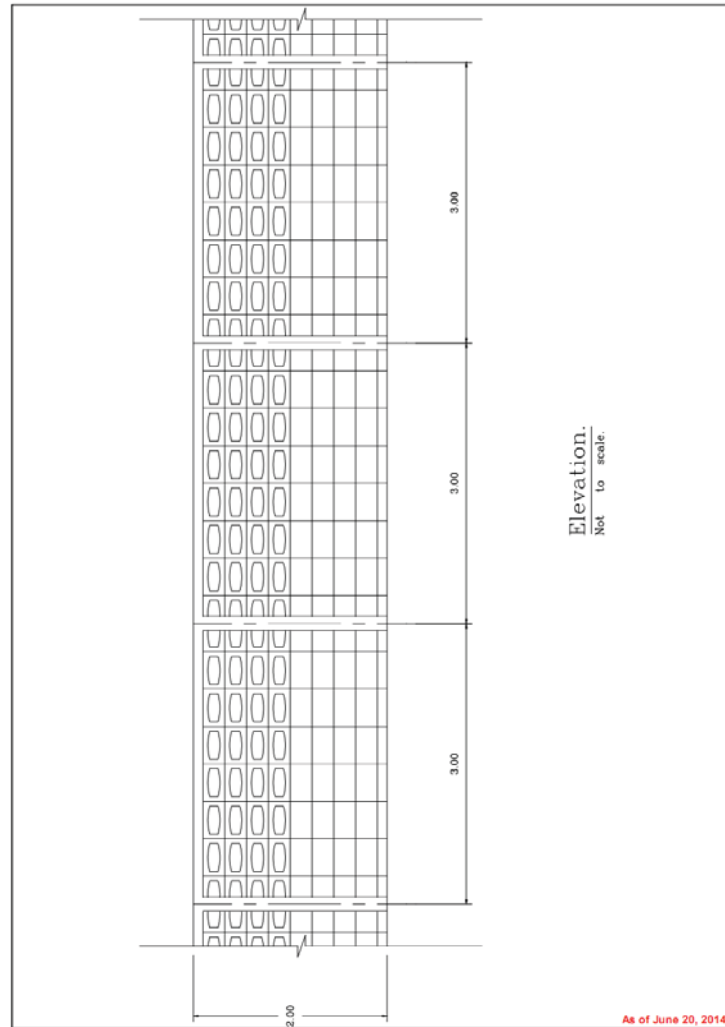 3.00
3.00
3.00
2.00
Elevation.
Not to scale.
As of June 20, 2014